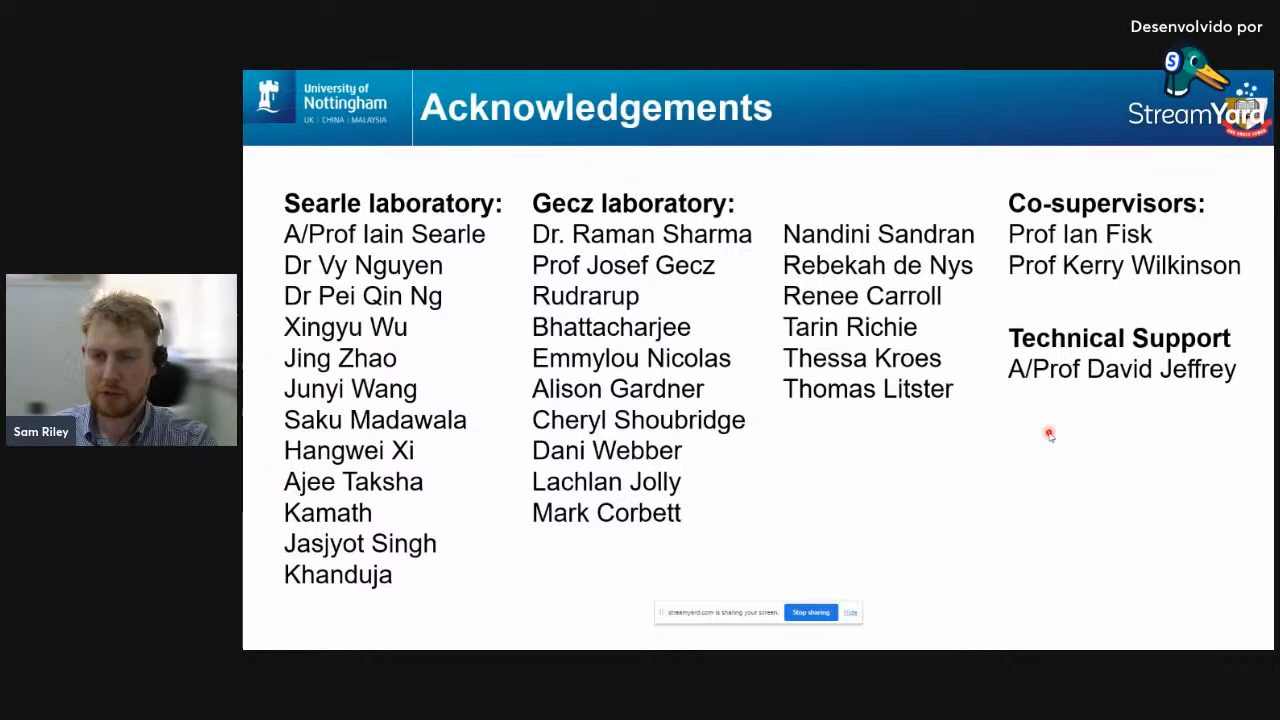 Desenvolvido por
StreamYard
University of
Nottingham
UK | CHINA | MALAYSIA
Acknowledgements
Searle laboratory:
A/Prof Iain Searle
Dr Vy Nguyen
Dr Pei Qin Ng
Xingyu Wu
Jing Zhao
Junyi Wang
Saku Madawala
Hangwei Xi
Ajee Taksha
Kamath
Jasjyot Singh
Khanduja
Gecz laboratory:
Dr. Raman Sharma
Prof Josef Gecz
Rudrarup
Bhattacharjee
Emmylou Nicolas
Alison Gardner
Cheryl Shoubridge
Dani Webber
Lachlan Jolly
Mark Corbett
Nandini Sandran
Rebekah de Nys
Renee Carroll
Tarin Richie
Thessa Kroes
Thomas Litster
Co-supervisors:
Prof Ian Fisk
Prof Kerry Wilkinson
Technical Support
A/Prof David Jeffrey
Sam Riley
streamyard.com is sharing your screen.
Stop sharing
Hide